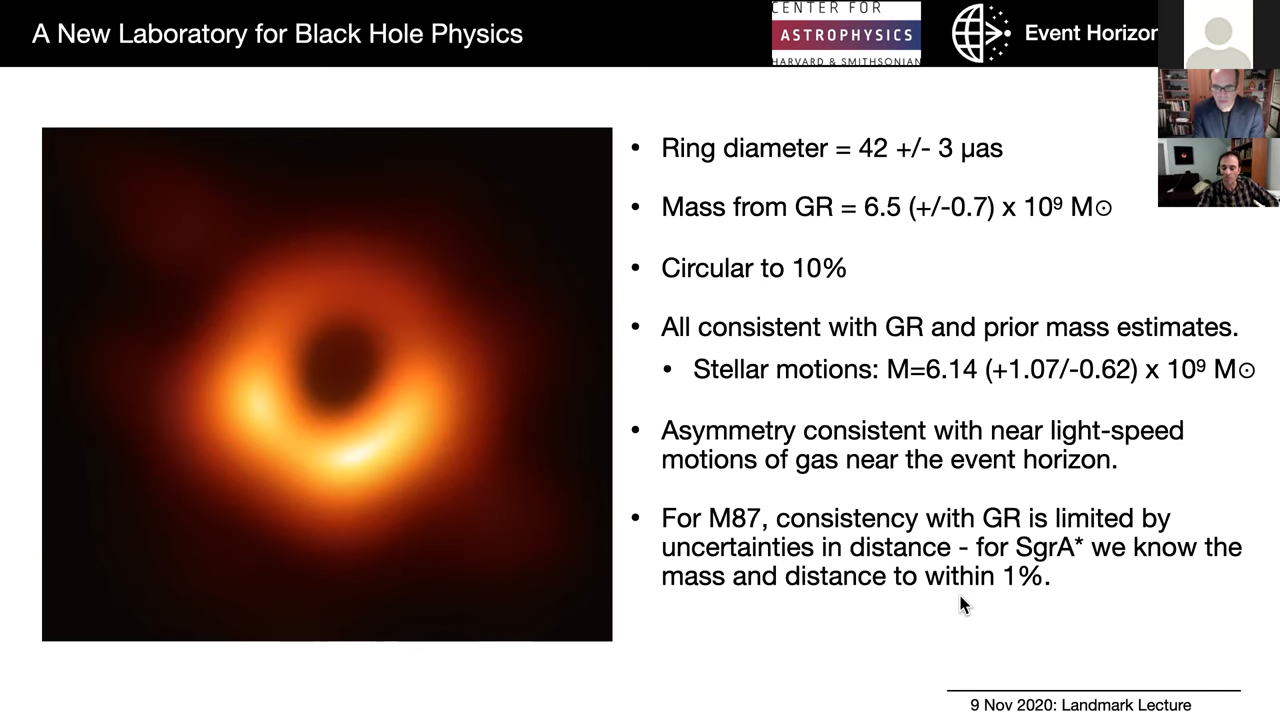 A New Laboratory for Black Hole Physics
CENTER FOR
ASTROPHYSICS
HARVARD & SMITHSONIAN
Event Horizon
• Ring diameter = 42 +/- 3 μas
• Mass from GR = 6.5 (+/-0.7) x 10⁹ M⊙
• Circular to 10%
• All consistent with GR and prior mass estimates.
• Stellar motions: M=6.14 (+1.07/-0.62) x 10⁹ M⊙
• Asymmetry consistent with near light-speed
motions of gas near the event horizon.
• For M87, consistency with GR is limited by
uncertainties in distance - for SgrA* we know the
mass and distance to within 1%.
9 Nov 2020: Landmark Lecture